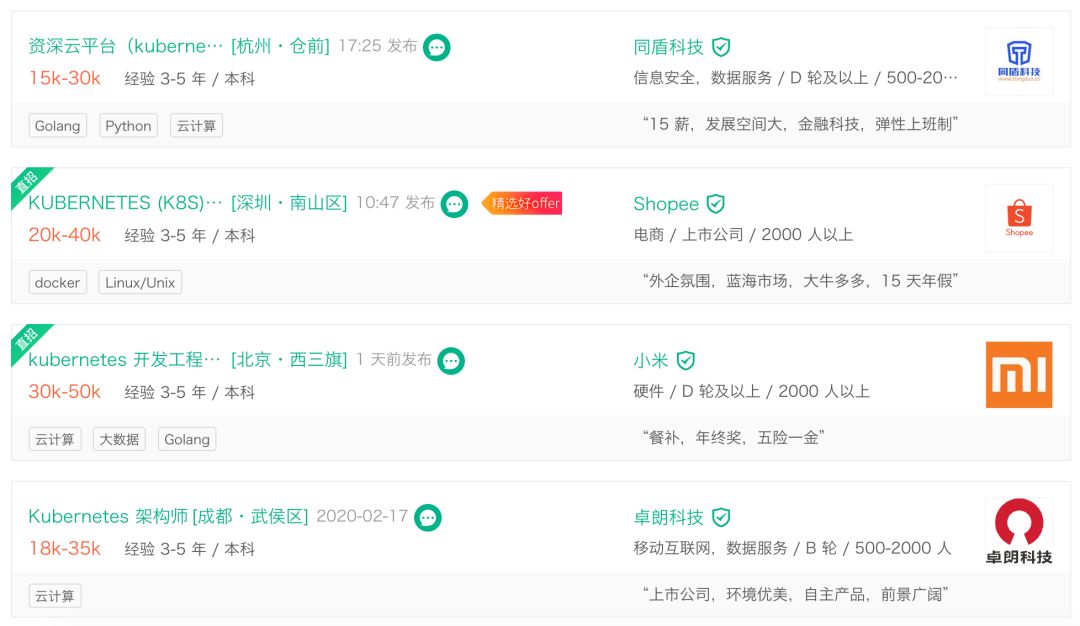 资深云平台（kuberne… [杭州·仓前] 17:25 发布
同盾科技
15k-30k 经验 3-5 年 / 本科
信息安全，数据服务 / D 轮及以上 / 500-20…
同盾科技
www.tongdun.cn
Golang Python 云计算
“15 薪，发展空间大，金融科技，弹性上班制”
直招
KUBERNETES (K8S)… [深圳·南山区] 10:47 发布 精选好offer
Shopee
20k-40k 经验 3-5 年 / 本科
电商 / 上市公司 / 2000 人以上
Shopee
docker Linux/Unix
“外企氛围，蓝海市场，大牛多多，15 天年假”
直招
kubernetes 开发工程… [北京·西三旗] 1 天前发布
小米
30k-50k 经验 3-5 年 / 本科
硬件 / D 轮及以上 / 2000 人以上
mi
云计算 大数据 Golang
“餐补，年终奖，五险一金”
Kubernetes 架构师 [成都·武侯区] 2020-02-17
卓朗科技
18k-35k 经验 3-5 年 / 本科
移动互联网，数据服务 / B 轮 / 500-2000 人
卓朗科技
云计算
“上市公司，环境优美，自主产品，前景广阔”